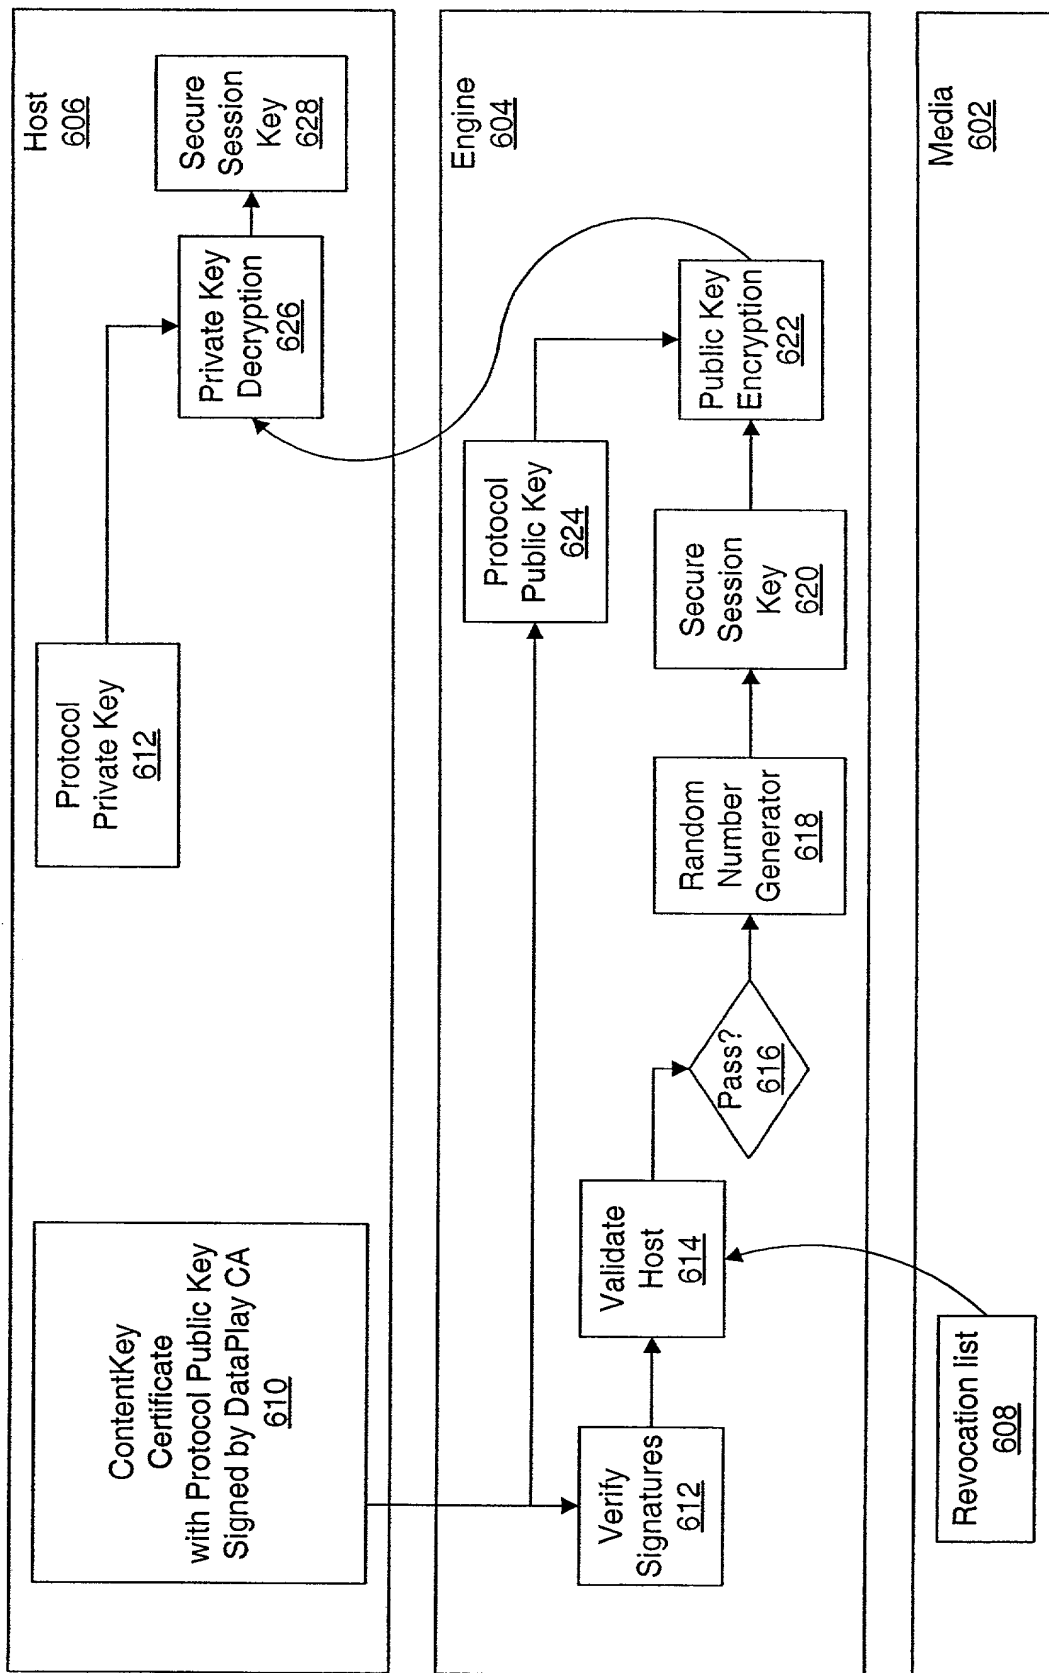 Host
606
ContentKey
Certificate
with Protocol Public Key
Signed by DataPlay CA
610
Protocol
Private Key
612
Private Key
Decryption
626
Secure
Session
Key
628
Engine
604
Verify
Signatures
612
Validate
Host
614
Pass?
616
Random
Number
Generator
618
Secure
Session
Key
620
Protocol
Public Key
624
Public Key
Encryption
622
Media
602
Revocation list
608